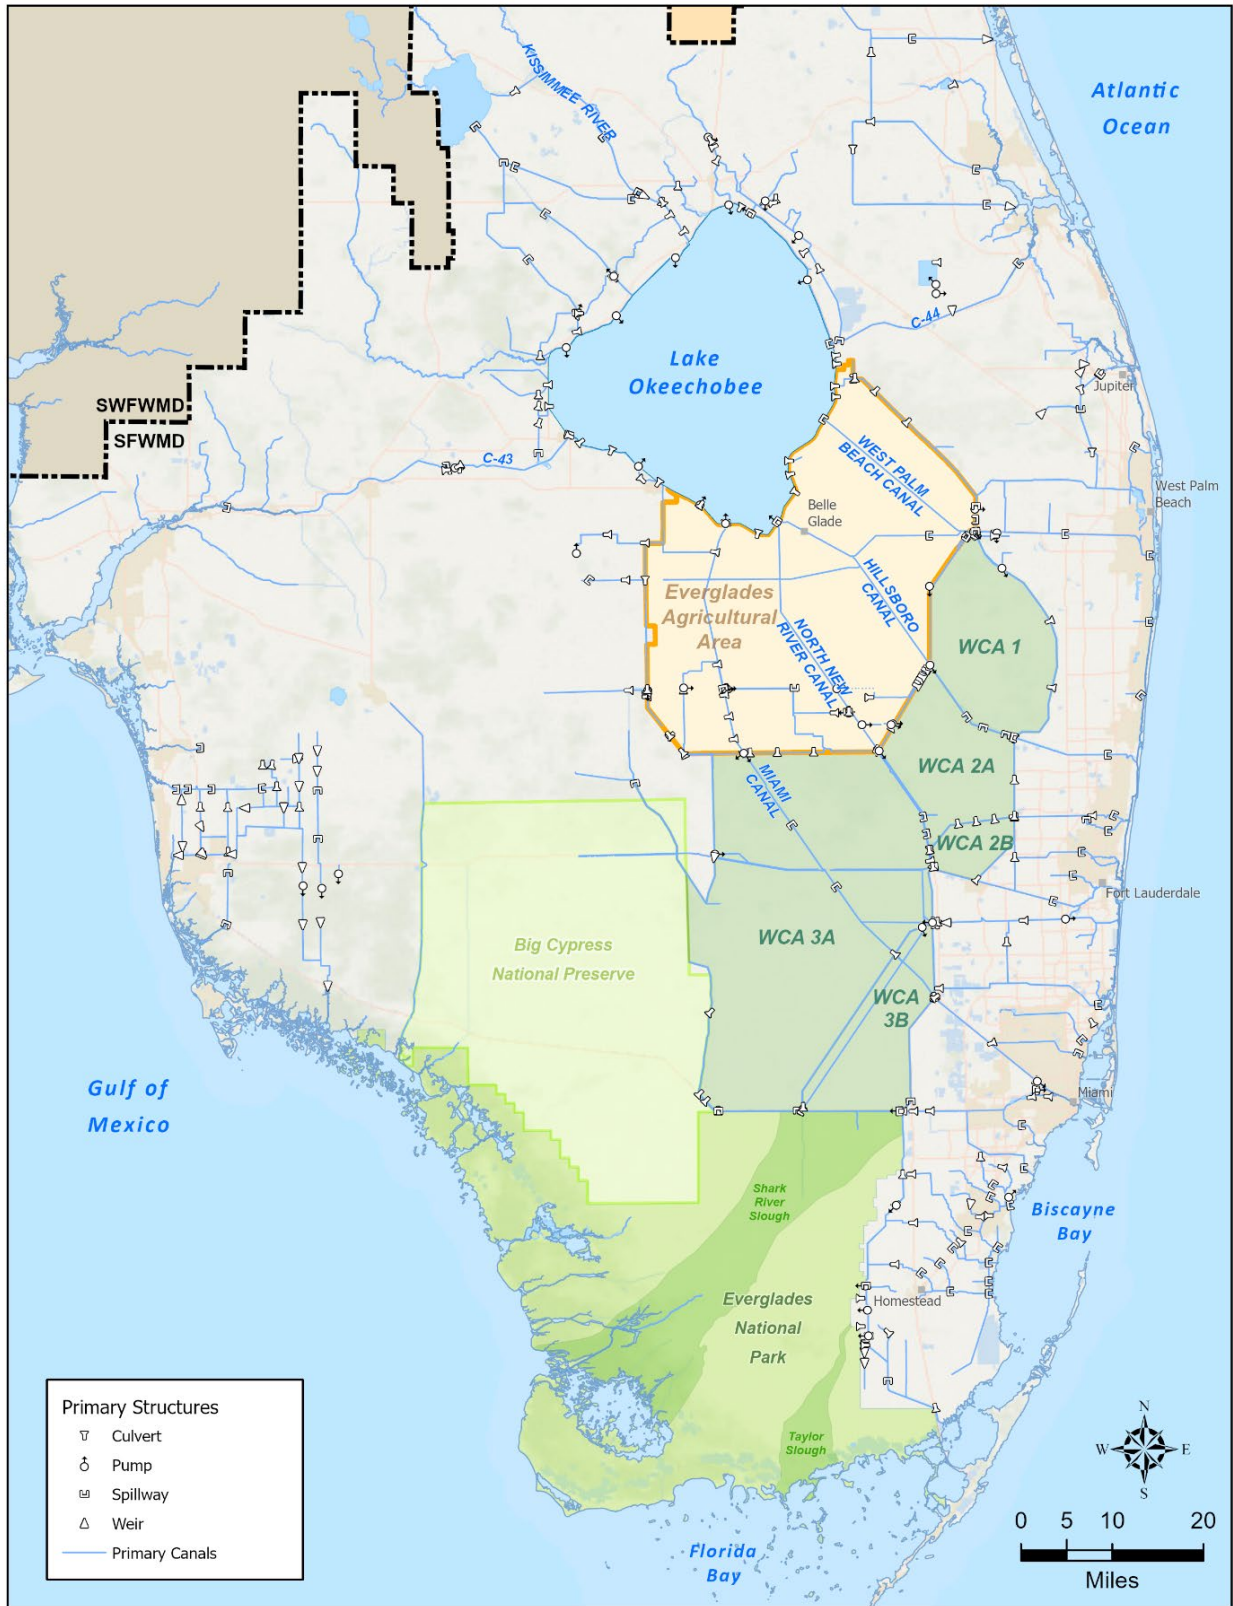 KISSIMMEE RIVER
Atlantic
Ocean
C-44
Lake
Okeechobee
Jupiter
SWFWMD
SFWMD
C-43
WEST PALM
BEACH CANAL
West Palm
Beach
Belle
Glade
HILLSBORO
CANAL
Everglades
Agricultural
Area
NORTH NEW
RIVER CANAL
WCA 1
MIAMI
CANAL
WCA 2A
WCA 2B
Fort Lauderdale
Big Cypress
National Preserve
WCA 3A
WCA
3B
Gulf of
Mexico
Miami
Shark
River
Slough
Biscayne
Bay
Everglades
National
Park
Homestead
Taylor
Slough
Florida
Bay
Primary Structures
Culvert
Pump
Spillway
Weir
Primary Canals
N
W
E
S
0 5 10 20
Miles